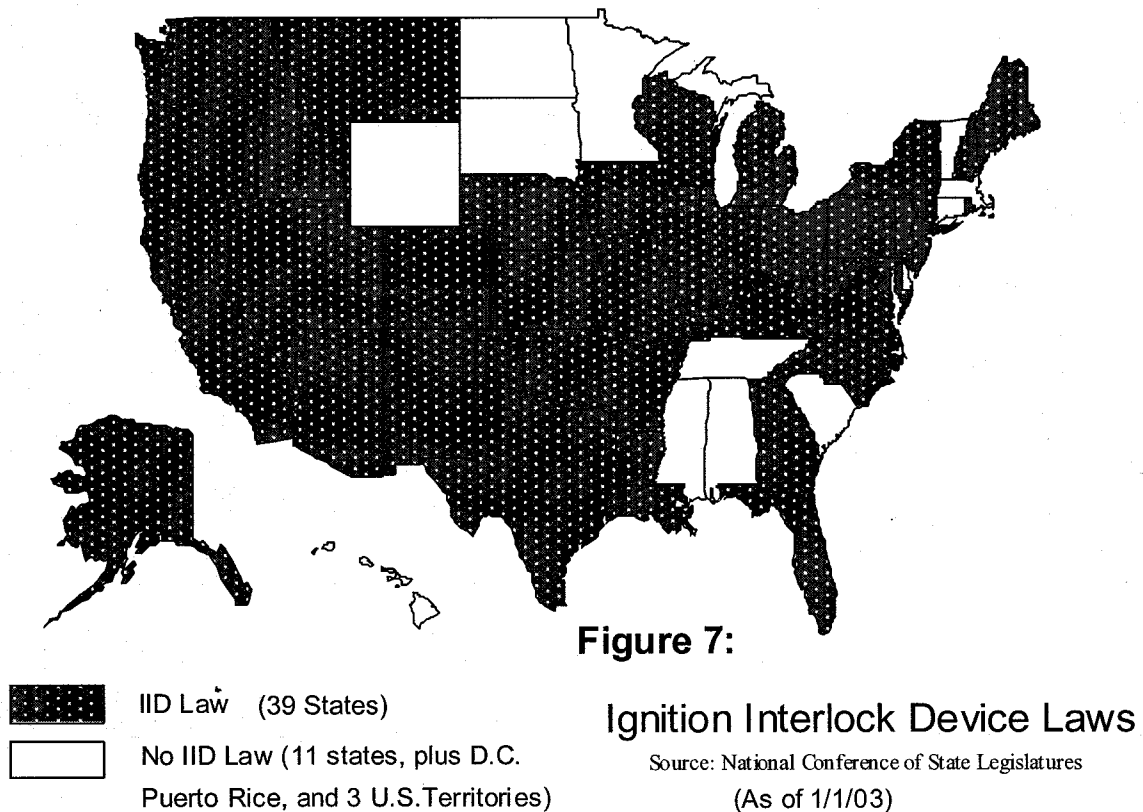 Figure 7:
IID Law (39 States)
No IID Law (11 states, plus D.C.
Puerto Rice, and 3 U.S.Territories)
Ignition Interlock Device Laws
Source: National Conference of State Legislatures
(As of 1/1/03)